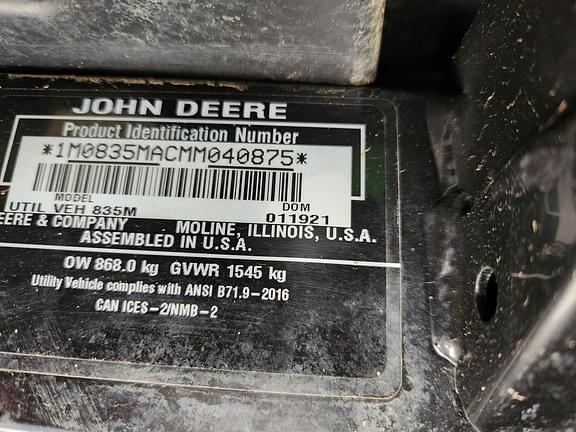 JOHN DEERE
Product Identification Number
*1M0835MACMM040875*
MODEL DOM
UTIL VEH 835M 011921
EERE & COMPANY MOLINE, ILLINOIS, U.S.A.
ASSEMBLED IN U.S.A.
OW 868.0 kg GVWR 1545 kg
Utility Vehicle complies with ANSI B71.9-2016
CAN ICES-2/NMB-2